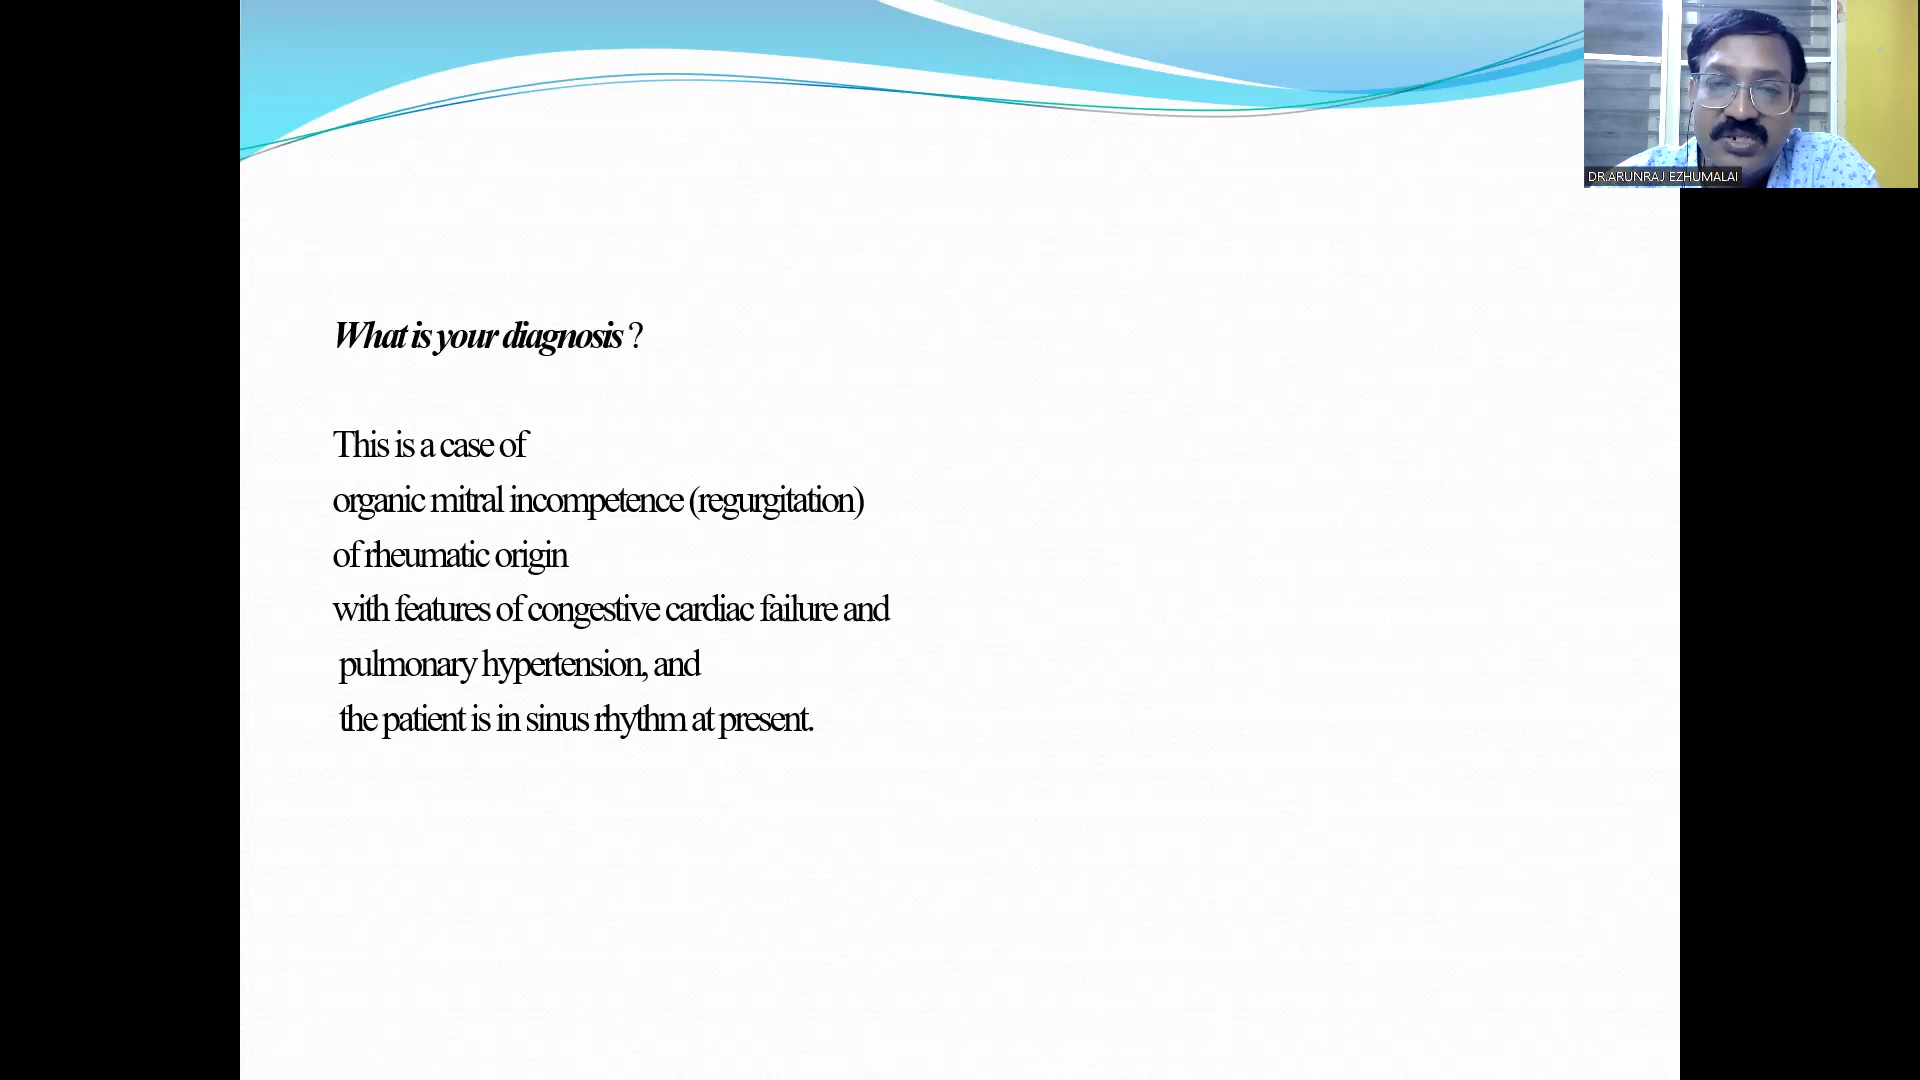 DR.ARUNRAJ EZHUMALAI
What is your diagnosis ?
This is a case of
organic mitral incompetence (regurgitation)
of rheumatic origin
with features of congestive cardiac failure and
pulmonary hypertension, and
the patient is in sinus rhythm at present.